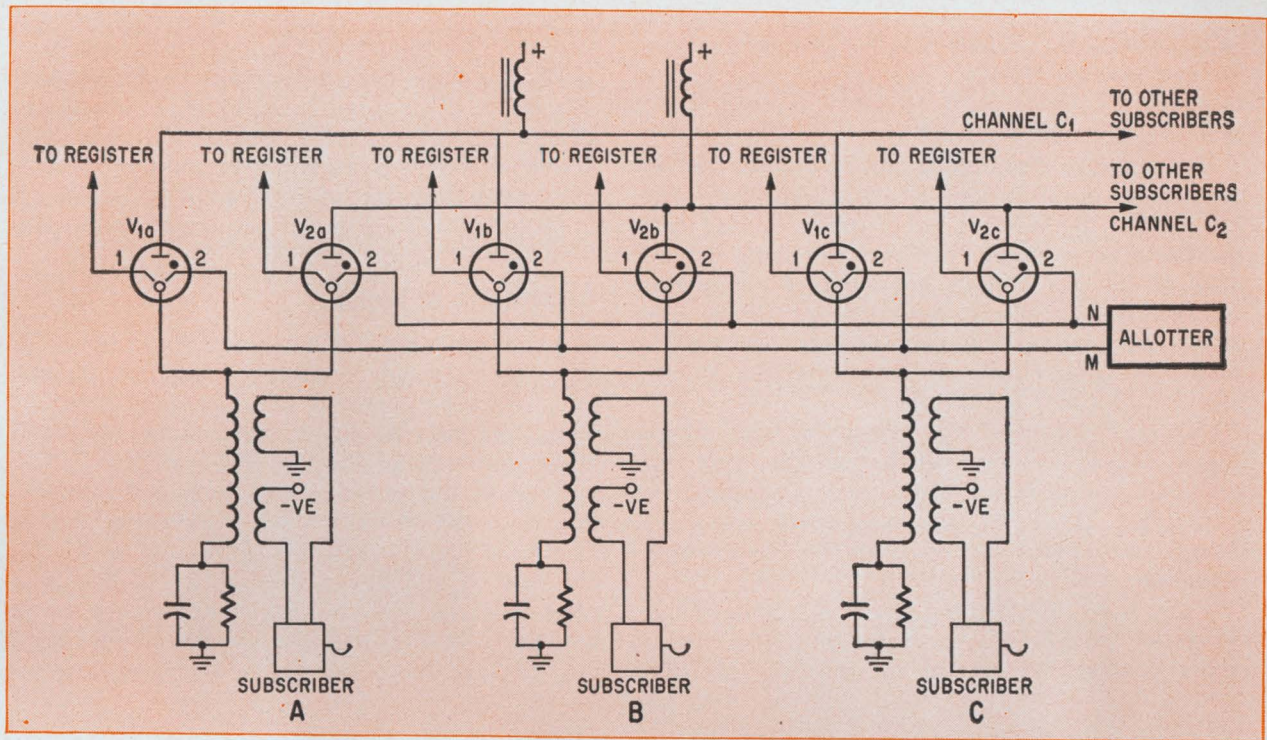 + +
CHANNEL C1
TO OTHER
SUBSCRIBERS
TO REGISTER TO REGISTER TO REGISTER TO REGISTER TO REGISTER TO REGISTER
TO OTHER
SUBSCRIBERS
CHANNEL C2
V1a V2a V1b V2b V1c V2c
1 2 1 2 1 2 1 2 1 2 1 2
N
ALLOTTER
M
-VE -VE -VE
SUBSCRIBER SUBSCRIBER SUBSCRIBER
A B C